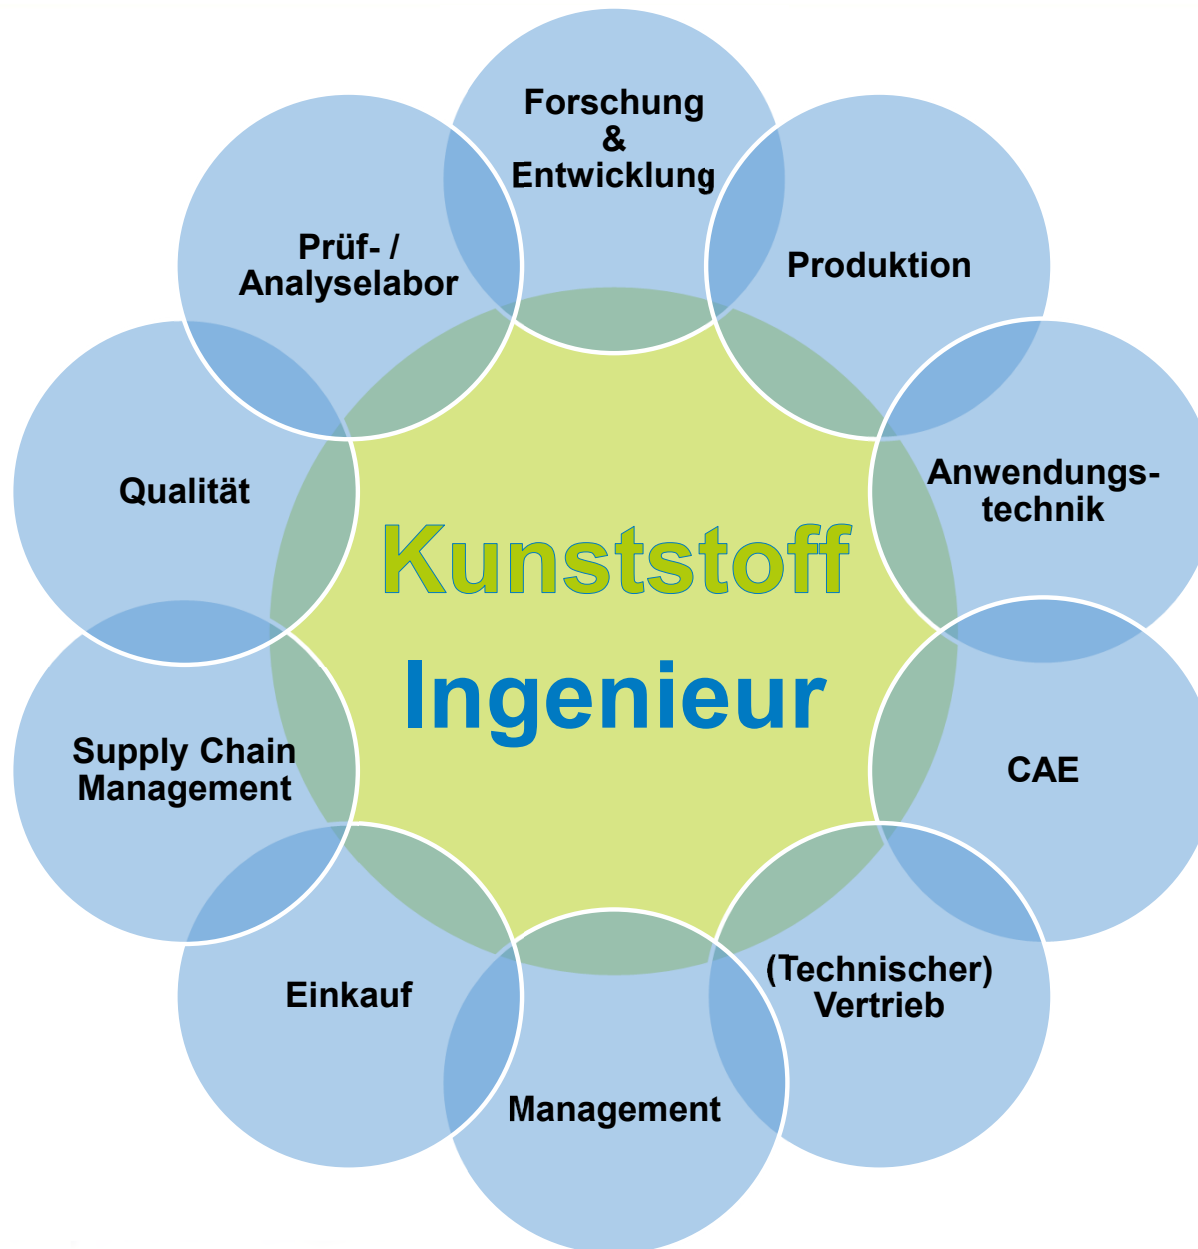 Forschung
&
Entwicklung
Produktion
Anwendungs-
technik
CAE
(Technischer)
Vertrieb
Management
Einkauf
Supply Chain
Management
Qualität
Prüf- /
Analyselabor
Kunststoff
Ingenieur